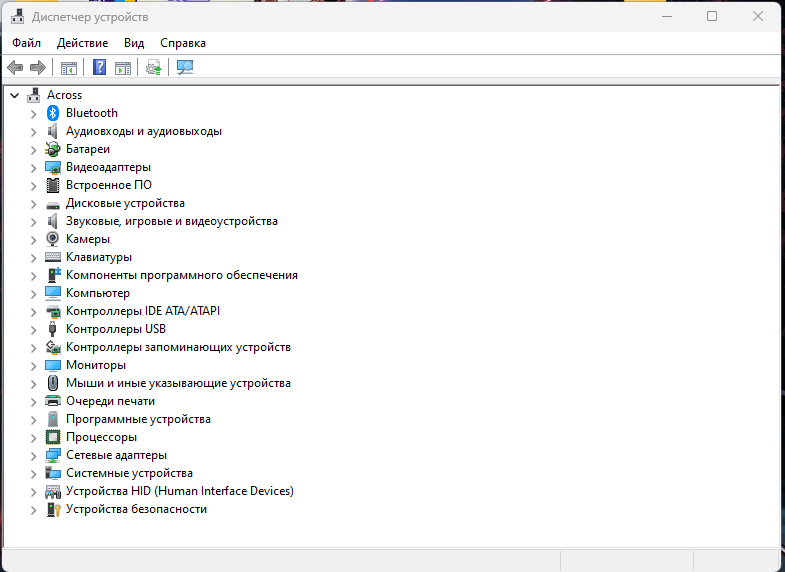 Диспетчер устройств
Файл Действие Вид Справка
Across
Bluetooth
Аудиовходы и аудиовыходы
Батареи
Видеоадаптеры
Встроенное ПО
Дисковые устройства
Звуковые, игровые и видеоустройства
Камеры
Клавиатуры
Компоненты программного обеспечения
Компьютер
Контроллеры IDE ATA/ATAPI
Контроллеры USB
Контроллеры запоминающих устройств
Мониторы
Мыши и иные указывающие устройства
Очереди печати
Программные устройства
Процессоры
Сетевые адаптеры
Системные устройства
Устройства HID (Human Interface Devices)
Устройства безопасности